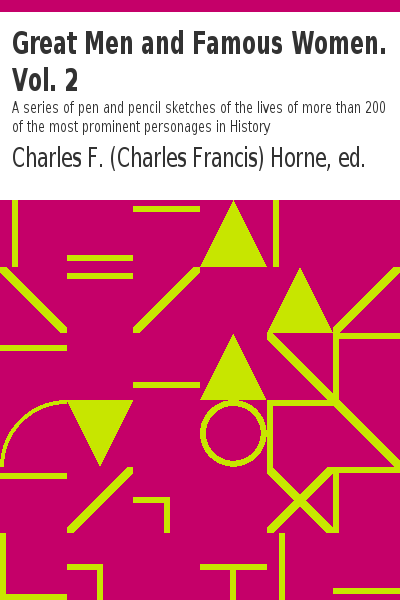 Great Men and Famous Women.
Vol. 2
A series of pen and pencil sketches of the lives of more than 200
of the most prominent personages in History
Charles F. (Charles Francis) Horne, ed.